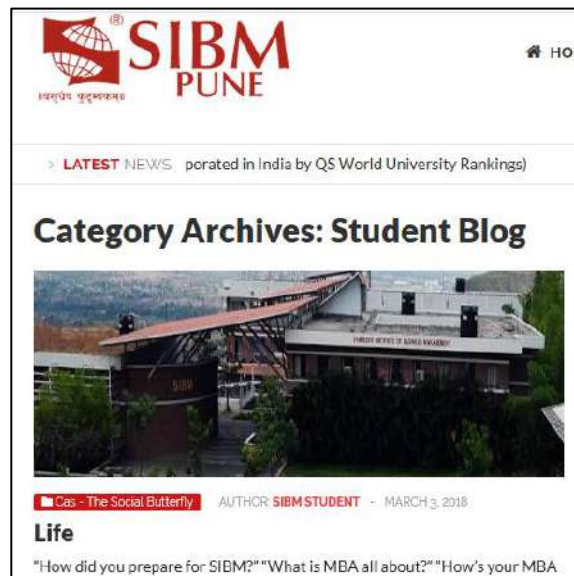 ®
SIBM
PUNE
HO
> LATEST NEWS porated in India by QS World University Rankings)
Category Archives: Student Blog
SIBM
Cas - The Social Butterfly AUTHOR SIBM STUDENT - MARCH 3, 2018
Life
"How did you prepare for SIBM?" "What is MBA all about?" "How's your MBA